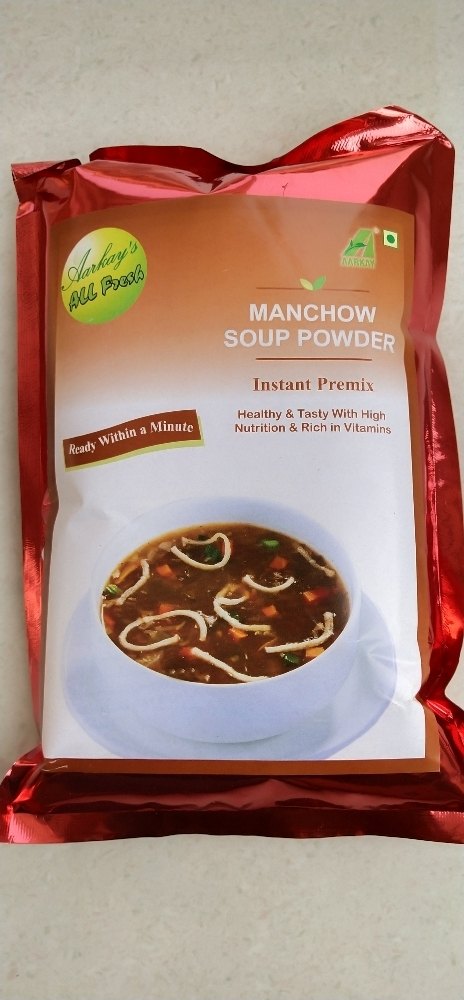 Aarkay's
ALL Fresh
AARKAY
MANCHOW
SOUP POWDER
Instant Premix
Healthy & Tasty With High
Nutrition & Rich in Vitamins
Ready Within a Minute